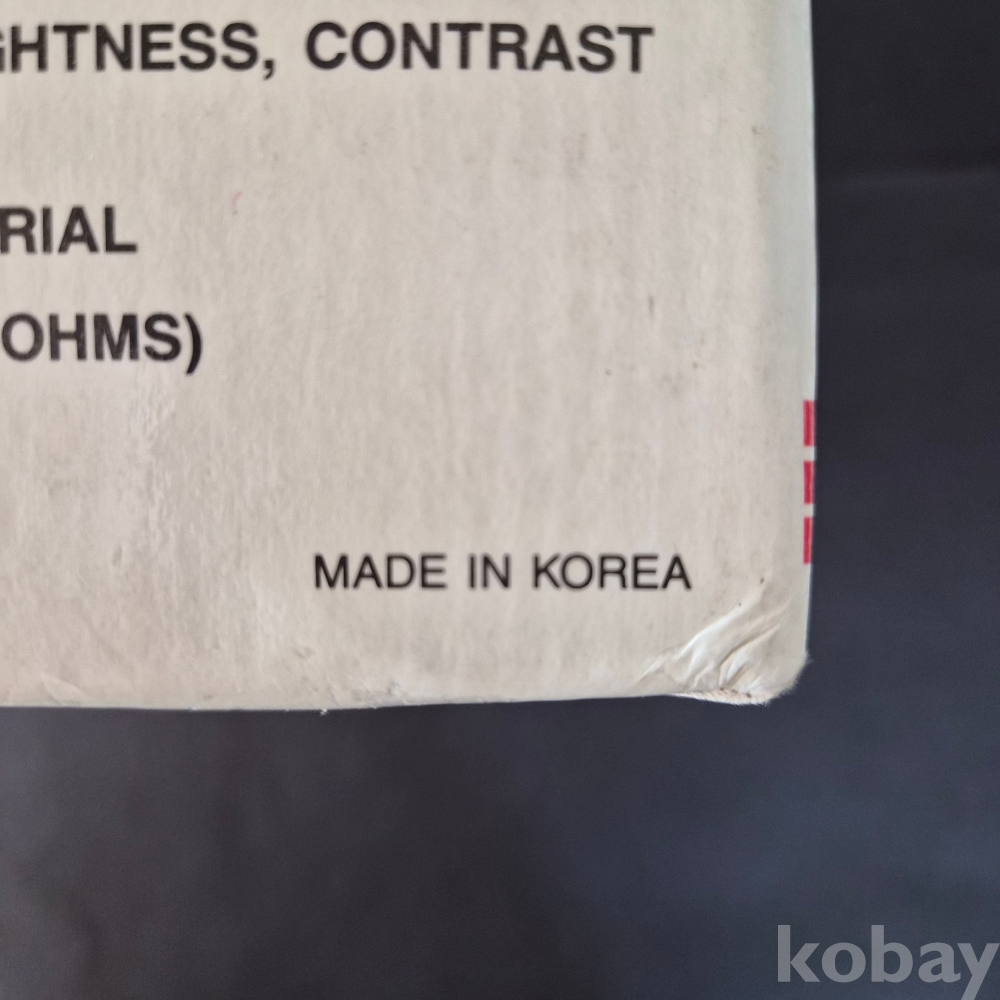 GHTNESS, CONTRAST
RIAL
OHMS)
MADE IN KOREA
kobay